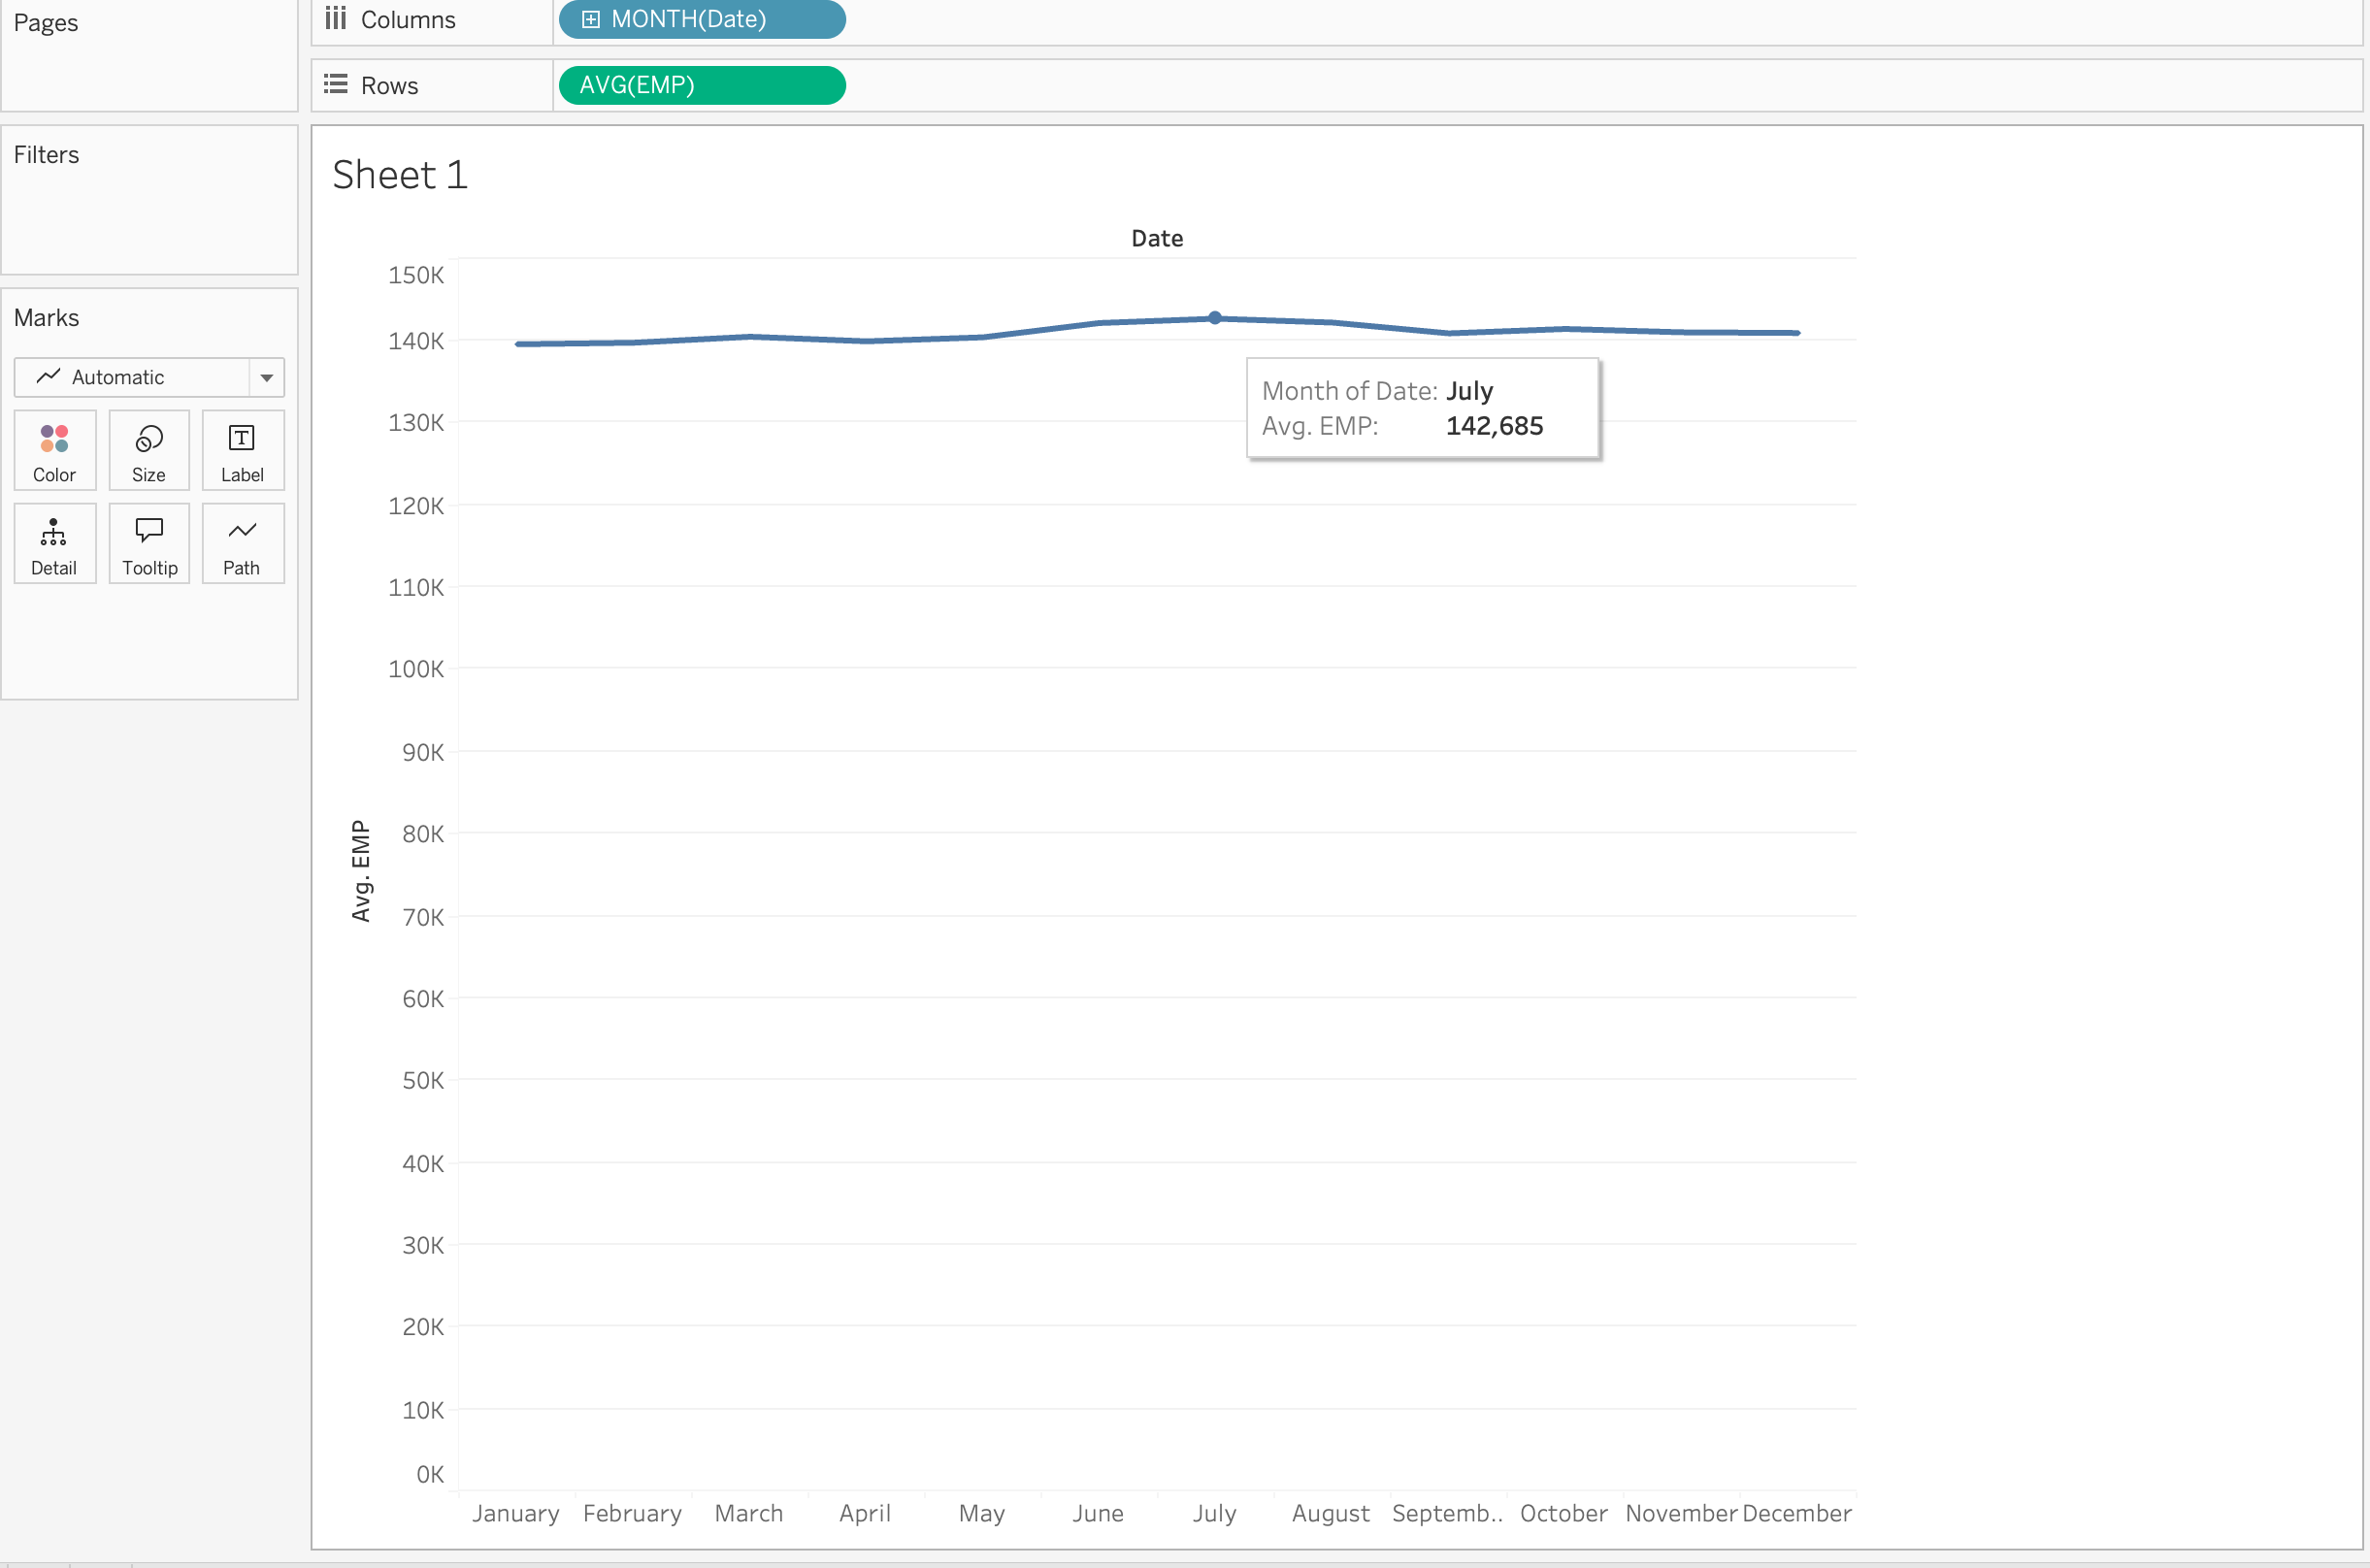 Pages
Columns
MONTH(Date)
Rows
AVG(EMP)
Filters
Marks
Automatic
Color
Size
Label
Detail
Tooltip
Path
Sheet 1
Date
150K
140K
130K
120K
110K
100K
90K
80K
70K
60K
50K
40K
30K
20K
10K
0K
Avg. EMP
Month of Date: July
Avg. EMP: 142,685
January February March April May June July August Septemb.. October November December